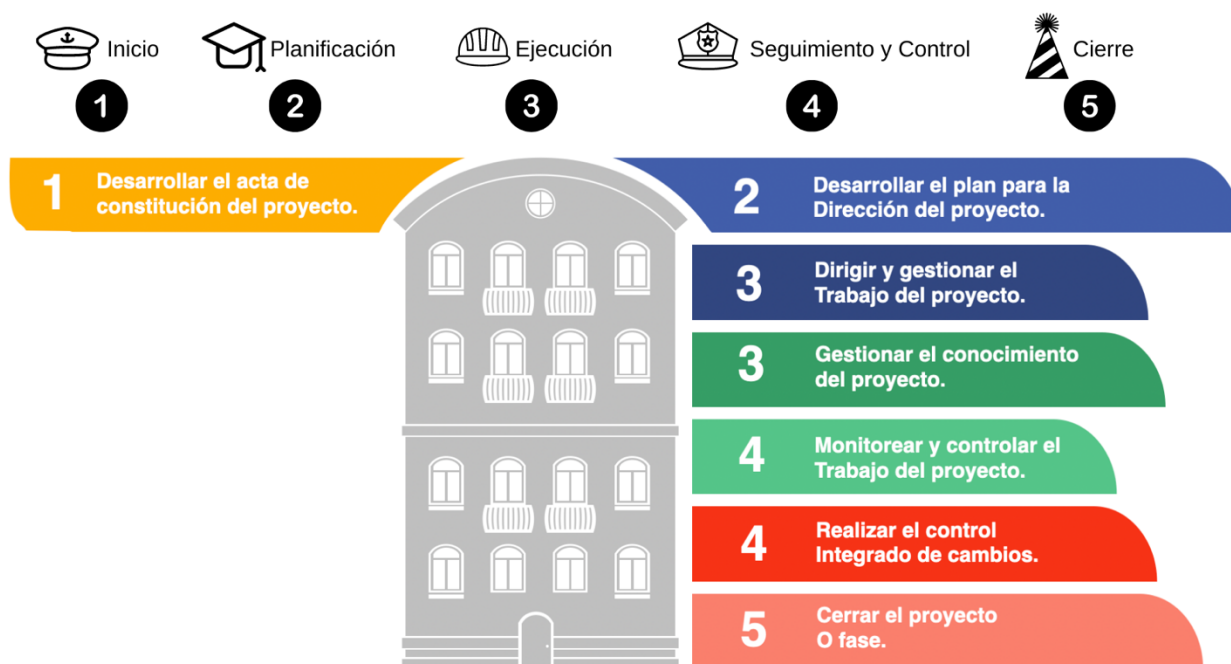 Inicio
Planificación
Ejecución
Seguimiento y Control
Cierre
1
2
3
4
5
1
Desarrollar el acta de
constitución del proyecto.
2
Desarrollar el plan para la
Dirección del proyecto.
3
Dirigir y gestionar el
Trabajo del proyecto.
3
Gestionar el conocimiento
del proyecto.
4
Monitorear y controlar el
Trabajo del proyecto.
4
Realizar el control
Integrado de cambios.
5
Cerrar el proyecto
O fase.